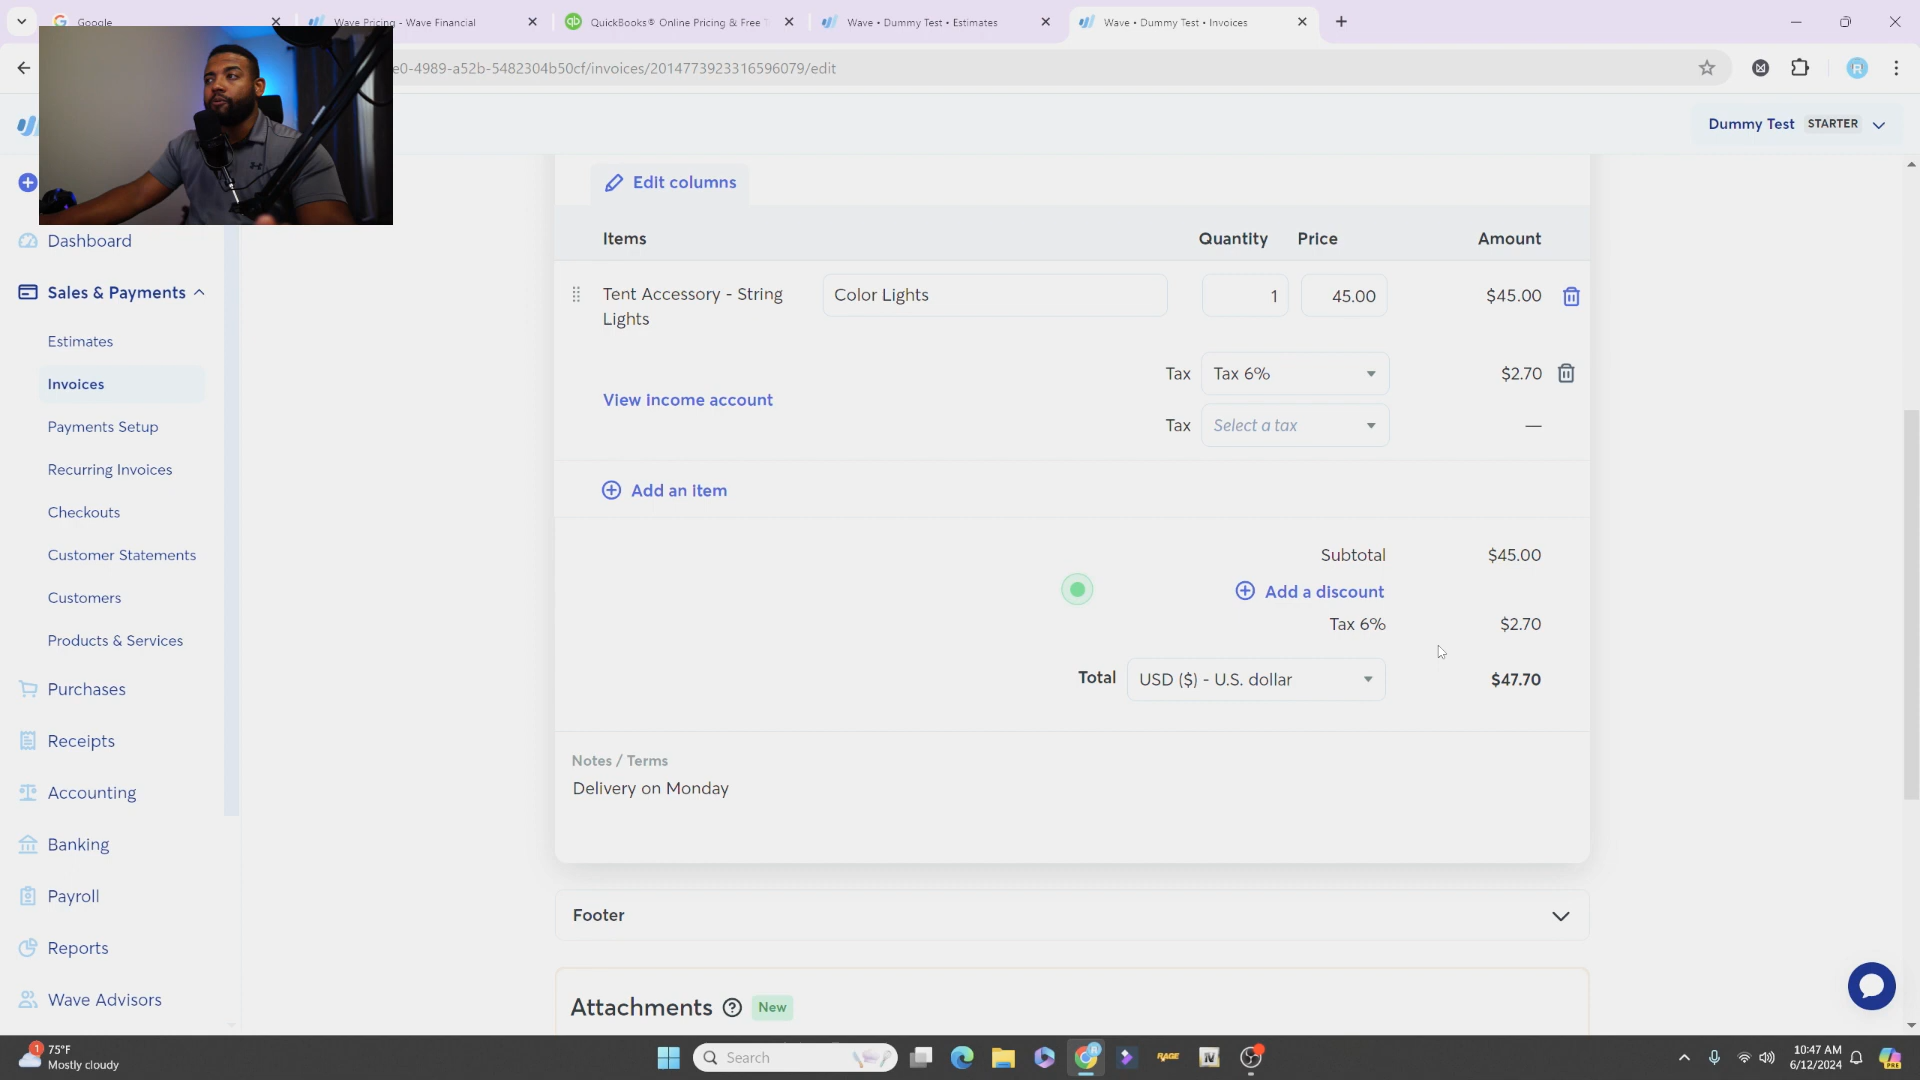 Google
Wave Pricing - Wave Financial
QuickBooks® Online Pricing & Free
Wave • Dummy Test • Estimates
Wave • Dummy Test • Invoices
e0-4989-a52b-5482304b50cf/invoices/2014773923316596079/edit
R
Dummy Test STARTER
Edit columns
Items Quantity Price Amount
Tent Accessory - String
Lights
Color Lights 1 45.00 $45.00
Tax Tax 6% $2.70
View income account
Tax Select a tax —
Add an item
Subtotal $45.00
Add a discount
Tax 6% $2.70
Total USD ($) - U.S. dollar $47.70
Notes / Terms
Delivery on Monday
Footer
Attachments ? New
Dashboard
Sales & Payments
Estimates
Invoices
Payments Setup
Recurring Invoices
Checkouts
Customer Statements
Customers
Products & Services
Purchases
Receipts
Accounting
Banking
Payroll
Reports
Wave Advisors
1
75°F
Mostly cloudy
Search
RAGE
N
10:47 AM
6/12/2024
PRE